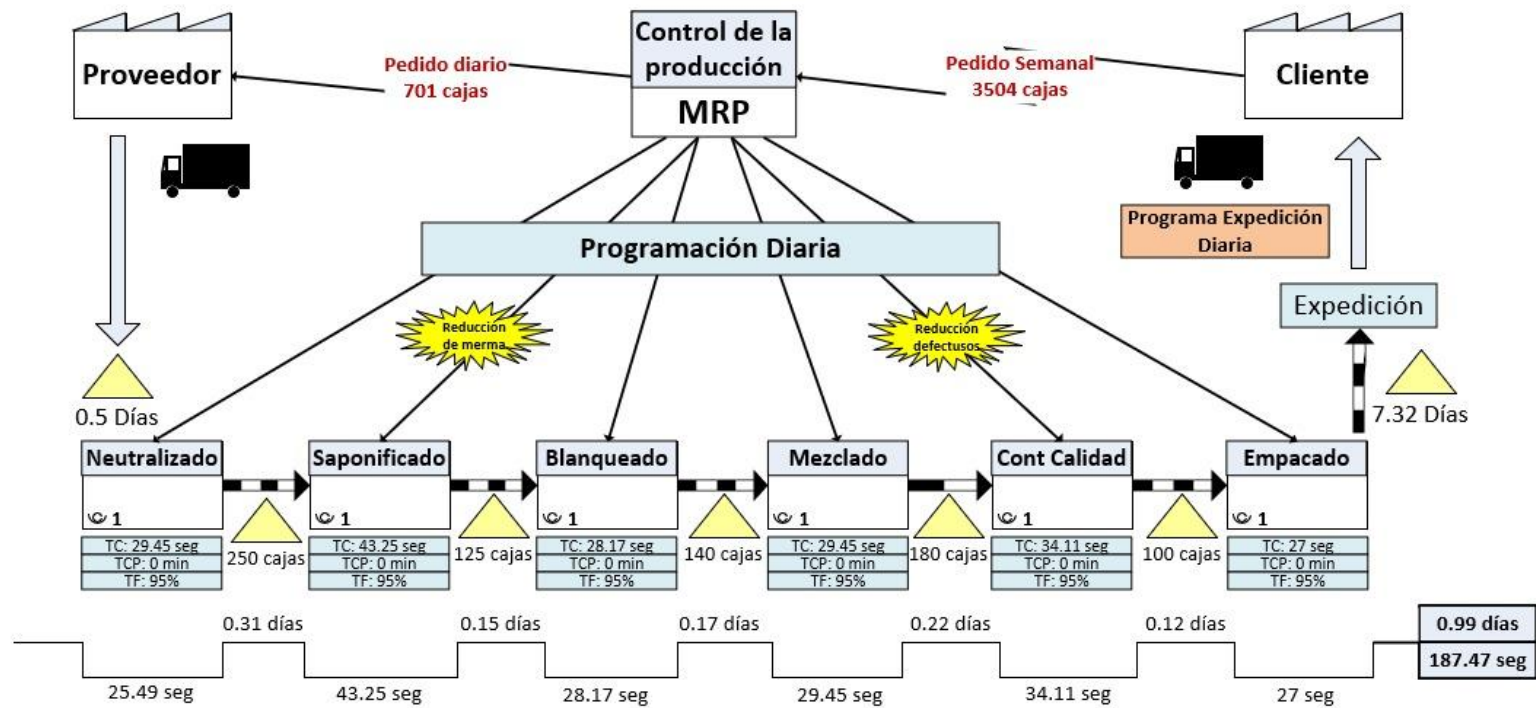 Proveedor
Pedido diario
701 cajas
Control de la
producción
MRP
Pedido Semanal
3504 cajas
Cliente
Programa Expedición
Diaria
Programación Diaria
Expedición
Reducción
de merma
Reducción
defectusos
0.5 Días
7.32 Días
Neutralizado
1
TC: 29.45 seg
TCP: 0 min
TF: 95%
250 cajas
Saponificado
1
TC: 43.25 seg
TCP: 0 min
TF: 95%
125 cajas
Blanqueado
1
TC: 28.17 seg
TCP: 0 min
TF: 95%
140 cajas
Mezclado
1
TC: 29.45 seg
TCP: 0 min
TF: 95%
180 cajas
Cont Calidad
1
TC: 34.11 seg
TCP: 0 min
TF: 95%
100 cajas
Empacado
1
TC: 27 seg
TCP: 0 min
TF: 95%
0.31 días
0.15 días
0.17 días
0.22 días
0.12 días
0.99 días
187.47 seg
25.49 seg
43.25 seg
28.17 seg
29.45 seg
34.11 seg
27 seg